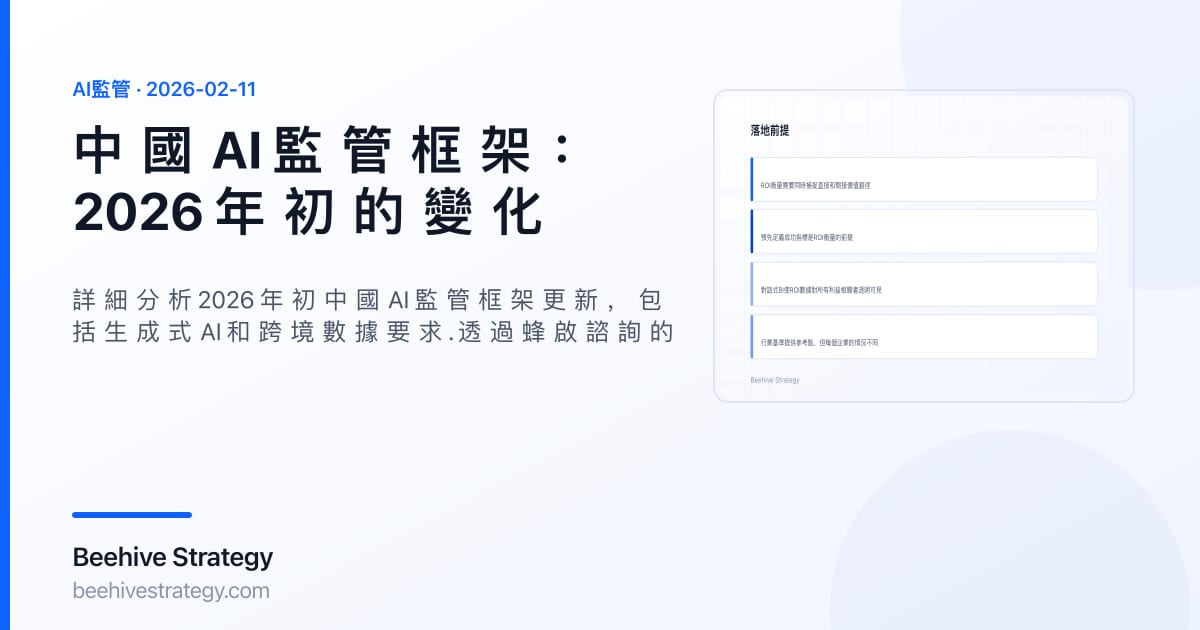 AI監管 · 2026-02-11
中國AI監管框架：
2026年初的變化
詳細分析2026年初中國AI監管框架更新，包
括生成式AI和跨境數據要求.透過蜂啟諮詢的
落地前提
ROI衡量需要同時捕捉直接和間接價值路徑
預先定義成功指標是ROI衡量的前提
對話式BI使ROI數據對所有利益相關者透明可見
行業基準提供參考點，但每個企業的情況不同
Beehive Strategy
Beehive Strategy
beehivestrategy.com